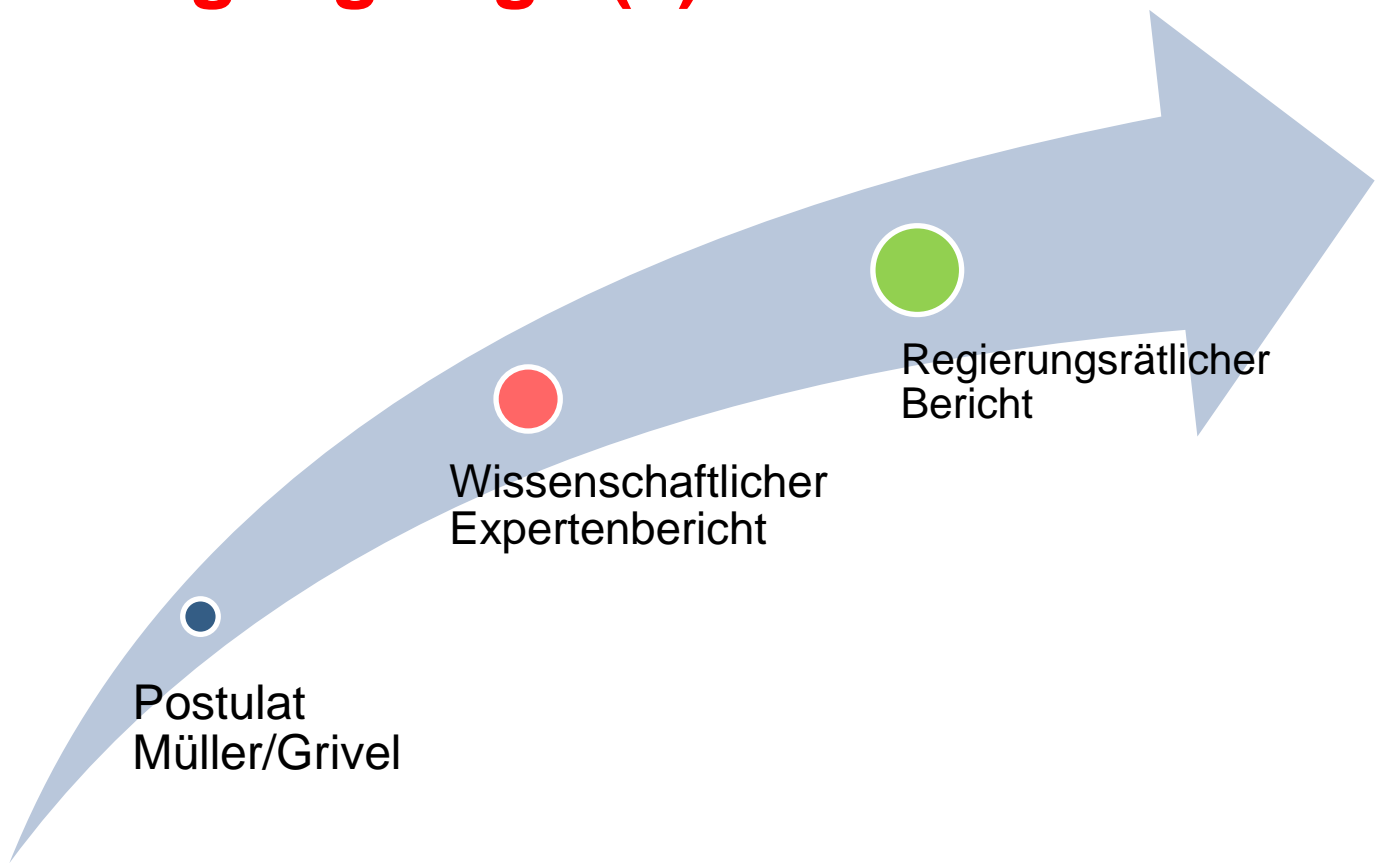 Postulat
Müller/Grivel
Wissenschaftlicher
Expertenbericht
Regierungsrätlicher
Bericht